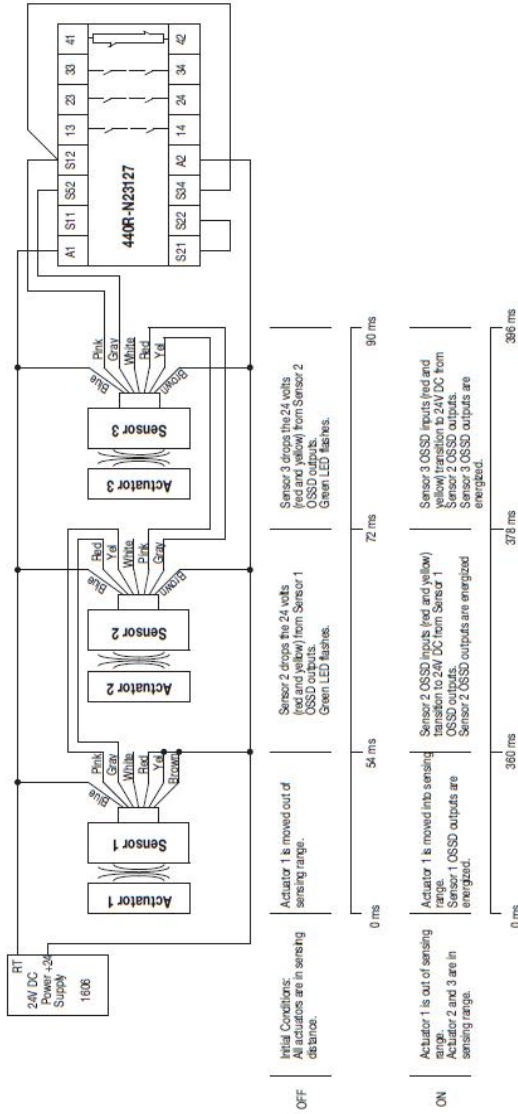 24V DC
Power
Supply
RT
+24
1606
Actuator 1
Sensor 1
Blue
Pink
Gray
White
Red
Yel
Brown
Actuator 2
Sensor 2
Blue
Red
Yel
White
Pink
Gray
Brown
Actuator 3
Sensor 3
Blue
Pink
Gray
White
Red
Yel
Brown
A1
S11
S52
S12
13
23
33
41
440R-N23127
S21
S22
S34
A2
14
24
34
42
OFF
Initial Conditions:
All actuators are in sensing
distance.
Actuator 1 is moved out of
sensing range.
Sensor 2 drops the 24 volts
(red and yellow) from Sensor 1
OSSD outputs.
Green LED flashes.
Sensor 3 drops the 24 volts
(red and yellow) from Sensor 2
OSSD outputs.
Green LED flashes.
0 ms
54 ms
72 ms
90 ms
ON
Actuator 1 is out of sensing
range.
Actuator 2 and 3 are in
sensing range.
Actuator 1 is moved into sensing
range.
Sensor 1 OSSD outputs are
energized.
Sensor 2 OSSD inputs (red and yellow)
transition to 24V DC from Sensor 1
OSSD outputs.
Sensor 2 OSSD outputs are energized
Sensor 3 OSSD inputs (red and
yellow) transition to 24V DC from
Sensor 2 OSSD outputs.
Sensor 3 OSSD outputs are
energized.
0 ms
360 ms
378 ms
396 ms